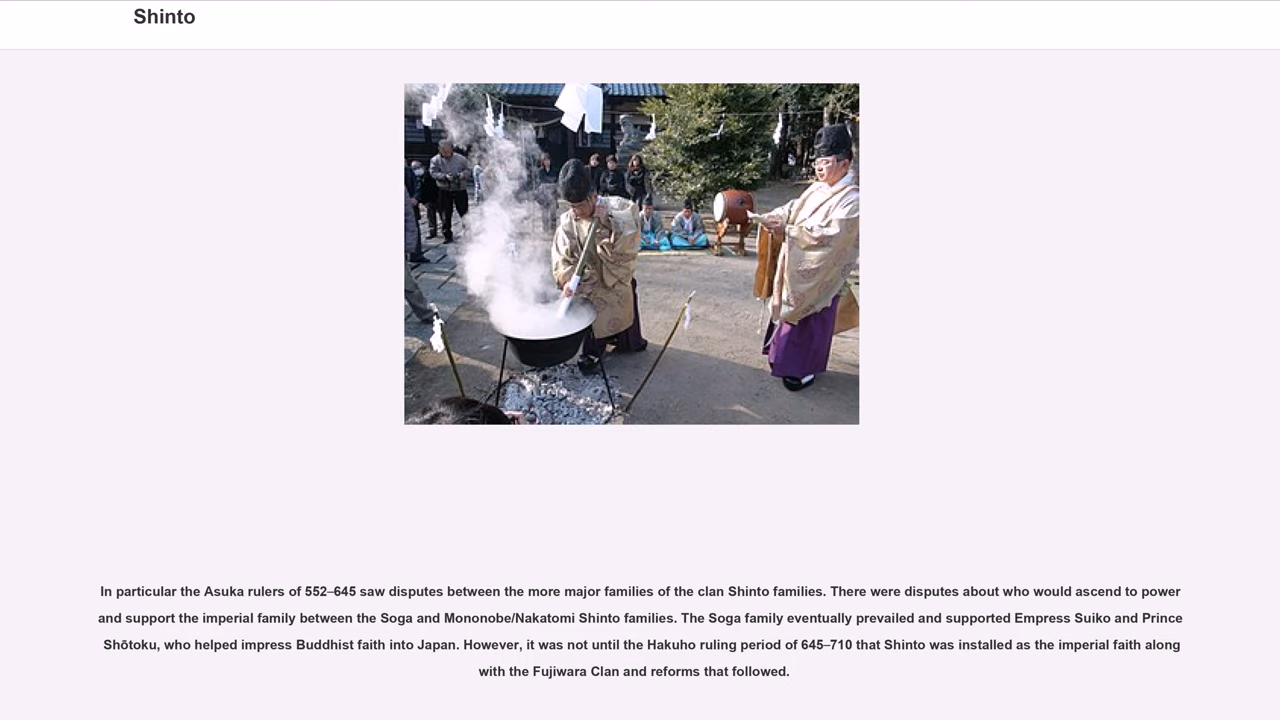 Shinto
In particular the Asuka rulers of 552–645 saw disputes between the more major families of the clan Shinto families. There were disputes about who would ascend to power
and support the imperial family between the Soga and Mononobe/Nakatomi Shinto families. The Soga family eventually prevailed and supported Empress Suiko and Prince
Shōtoku, who helped impress Buddhist faith into Japan. However, it was not until the Hakuho ruling period of 645–710 that Shinto was installed as the imperial faith along
with the Fujiwara Clan and reforms that followed.